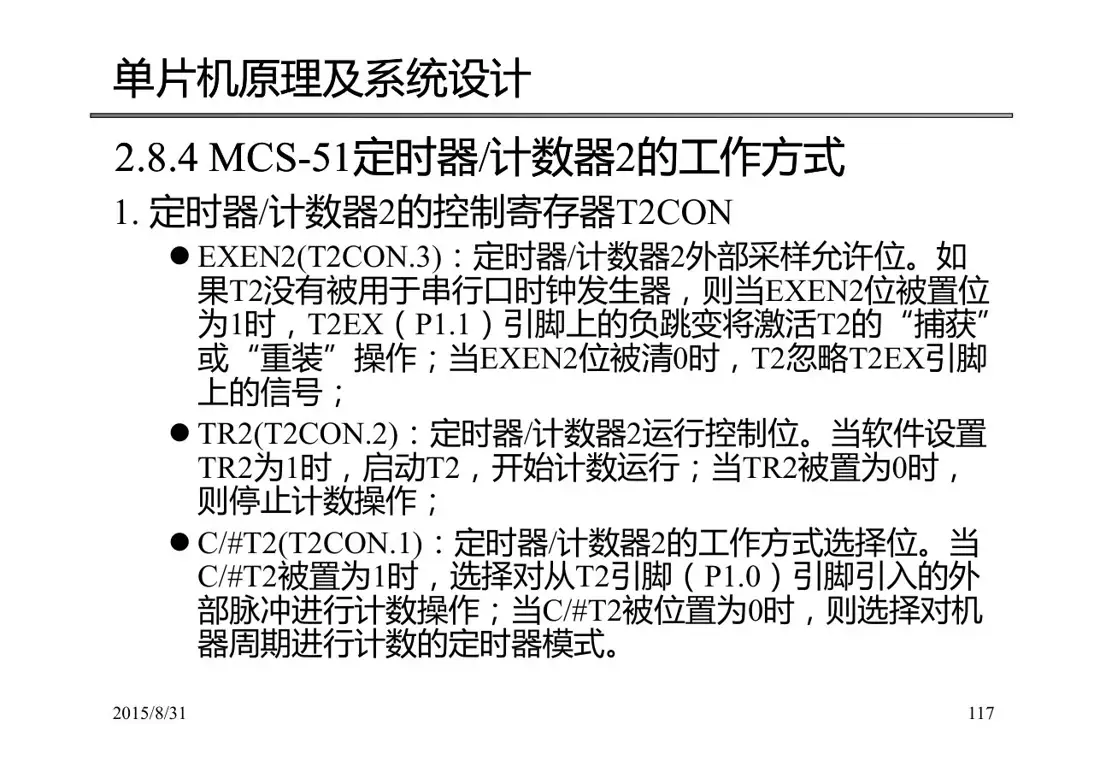 单片机原理及系统设计
2.8.4 MCS-51定时器/计数器2的工作方式
1. 定时器/计数器2的控制寄存器T2CON
● EXEN2(T2CON.3)：定时器/计数器2外部采样允许位。如
果T2没有被用于串行口时钟发生器，则当EXEN2位被置位
为1时，T2EX（P1.1）引脚上的负跳变将激活T2的“捕获”
或“重装”操作；当EXEN2位被清0时，T2忽略T2EX引脚
上的信号；
● TR2(T2CON.2)：定时器/计数器2运行控制位。当软件设置
TR2为1时，启动T2，开始计数运行；当TR2被置为0时，
则停止计数操作；
● C/#T2(T2CON.1)：定时器/计数器2的工作方式选择位。当
C/#T2被置为1时，选择对从T2引脚（P1.0）引脚引入的外
部脉冲进行计数操作；当C/#T2被位置为0时，则选择对机
器周期进行计数的定时器模式。
2015/8/31
117